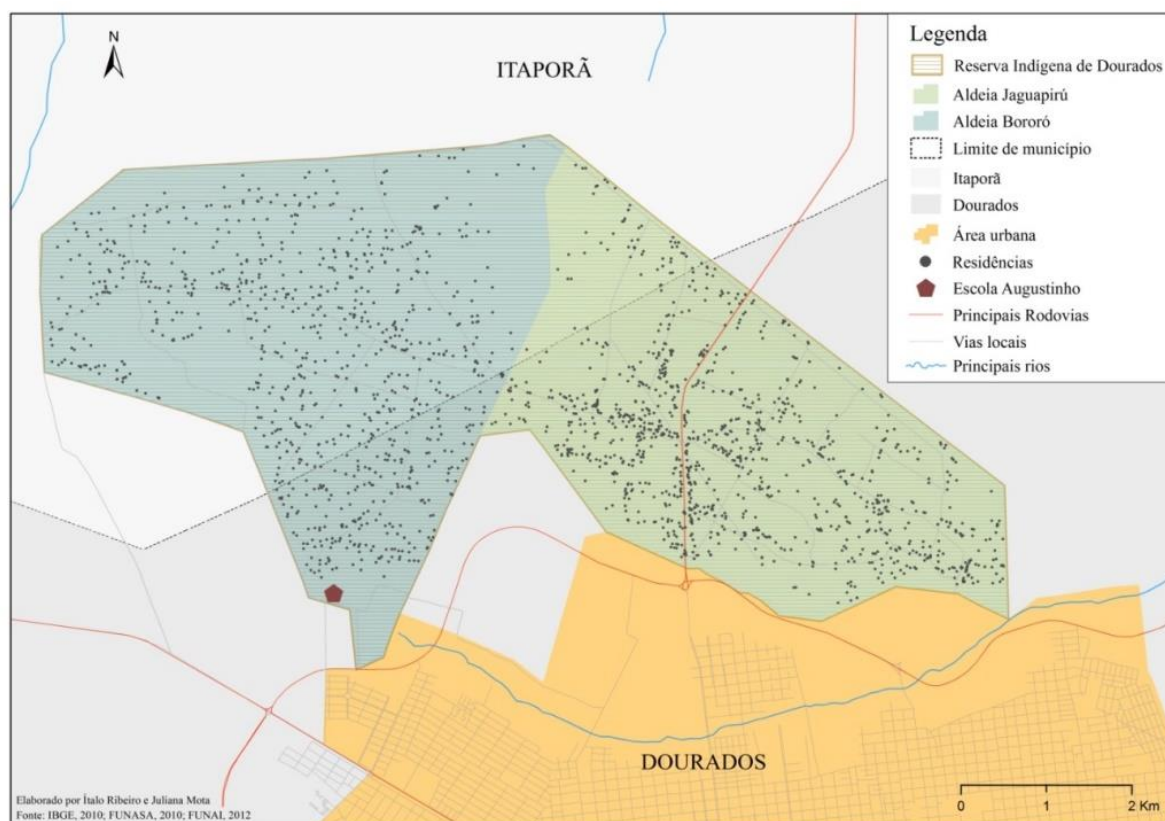 N
ITAPORÃ
Legenda
Reserva Indígena de Dourados
Aldeia Jaguapirú
Aldeia Bororó
Limite de município
Itaporã
Dourados
Área urbana
Residências
Escola Augustinho
Principais Rodovias
Vias locais
Principais rios
DOURADOS
Elaborado por Ítalo Ribeiro e Juliana Mota
Fonte: IBGE, 2010; FUNASA, 2010; FUNAI, 2012
0 1 2 Km